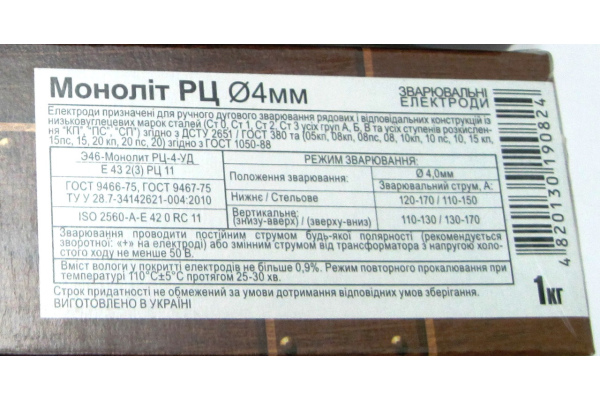 Моноліт РЦ Ø4мм
ЗВАРЮВАЛЬНІ
ЕЛЕКТРОДИ
Електроди призначені для ручного дугового зварювання рядових і відповідальних конструкцій із
низьковуглецевих марок сталей (Ст 0, Ст 1, Ст 2, Ст 3 усіх груп А, Б, В та усіх ступенів розкислен-
ня "КП", "ПС", "СП") згідно з ДСТУ 2651 / ГОСТ 380 та (05кп, 08кп, 08пс, 08, 10кп, 10 пс, 10, 15 кп,
15пс, 15, 20 кп, 20 пс, 20) згідно з ГОСТ 1050-88
Э46-Монолит РЦ-4-УД
Е 43 2(3) РЦ 11
ГОСТ 9466-75, ГОСТ 9467-75
ТУ У 28.7-34142621-004:2010
ISO 2560-A-E 42 0 RC 11
РЕЖИМ ЗВАРЮВАННЯ:
Положення зварювання:
Ø 4,0мм
Зварювальний струм, А:
Нижнє / Стельове
120-170 / 110-150
Вертикальне:
(знизу-вверх) / (зверху-вниз)
110-130 / 130-170
Зварювання проводити постійним струмом будь-якої полярності (рекомендується
зворотної: «+» на електроді) або змінним струмом від трансформатора з напругою холос-
того ходу не менше 50 В.
Вміст вологи у покритті електродів не більше 0,9%. Режим повторного прокалювання при
температурі 110°С±5°С протягом 25-30 хв.
Строк придатності не обмежений за умови дотримання відповідних умов зберігання.
ВИГОТОВЛЕНО В УКРАЇНІ
1кг
4 820130 190824